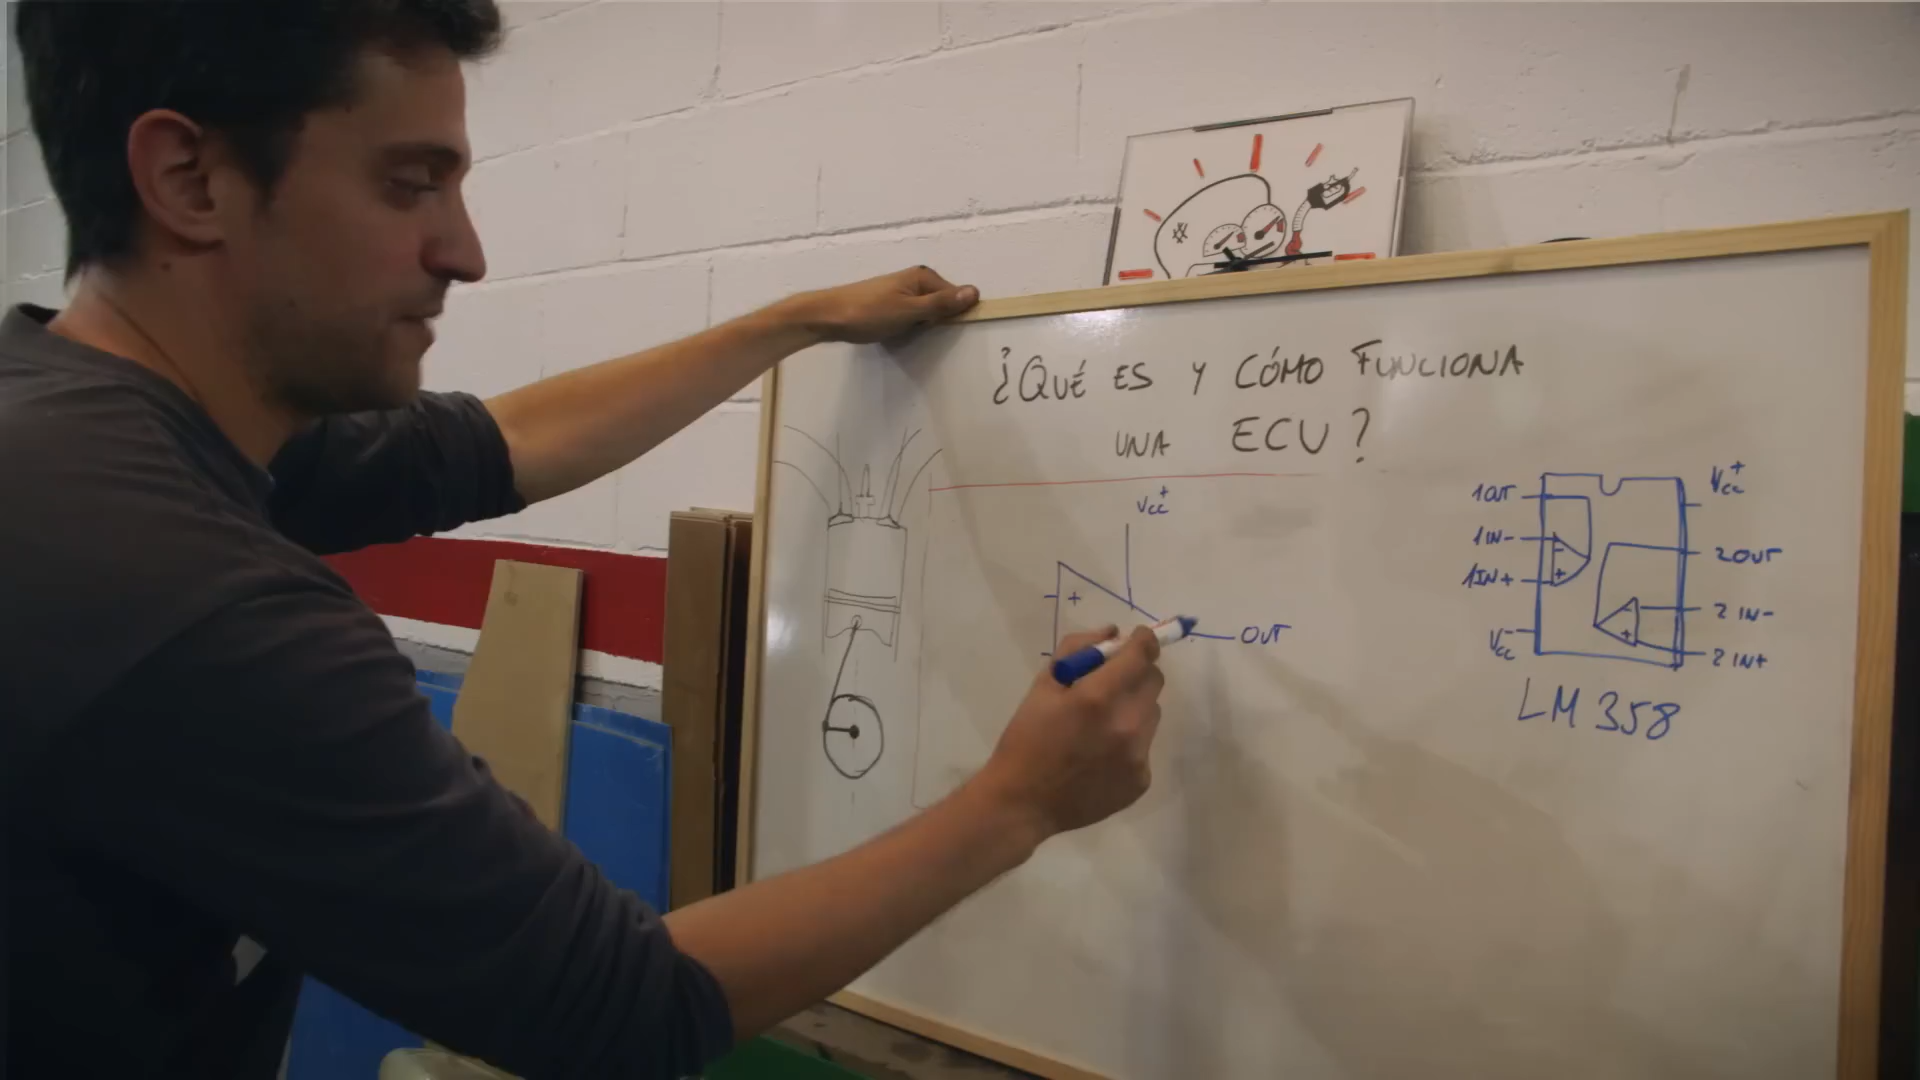 ¿QUÉ ES Y CÓMO FUNCIONA
UNA ECU?
Vcc+
+
OUT
1OUT
1IN-
1IN+
Vcc-
-
+
Vcc+
2OUT
2IN-
2IN+
-
+
LM358